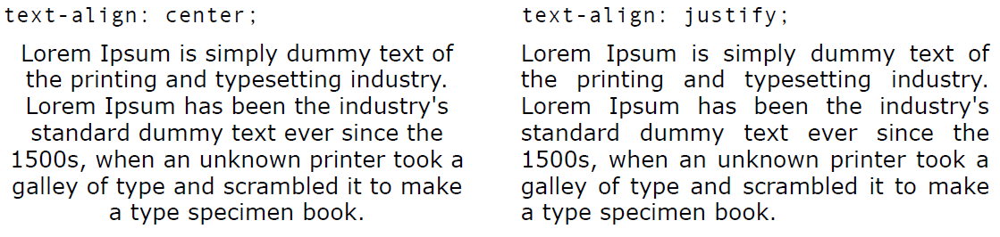 text-align: center;
Lorem Ipsum is simply dummy text of
the printing and typesetting industry.
Lorem Ipsum has been the industry's
standard dummy text ever since the
1500s, when an unknown printer took a
galley of type and scrambled it to make
a type specimen book.
text-align: justify;
Lorem Ipsum is simply dummy text of
the printing and typesetting industry.
Lorem Ipsum has been the industry's
standard dummy text ever since the
1500s, when an unknown printer took a
galley of type and scrambled it to make
a type specimen book.